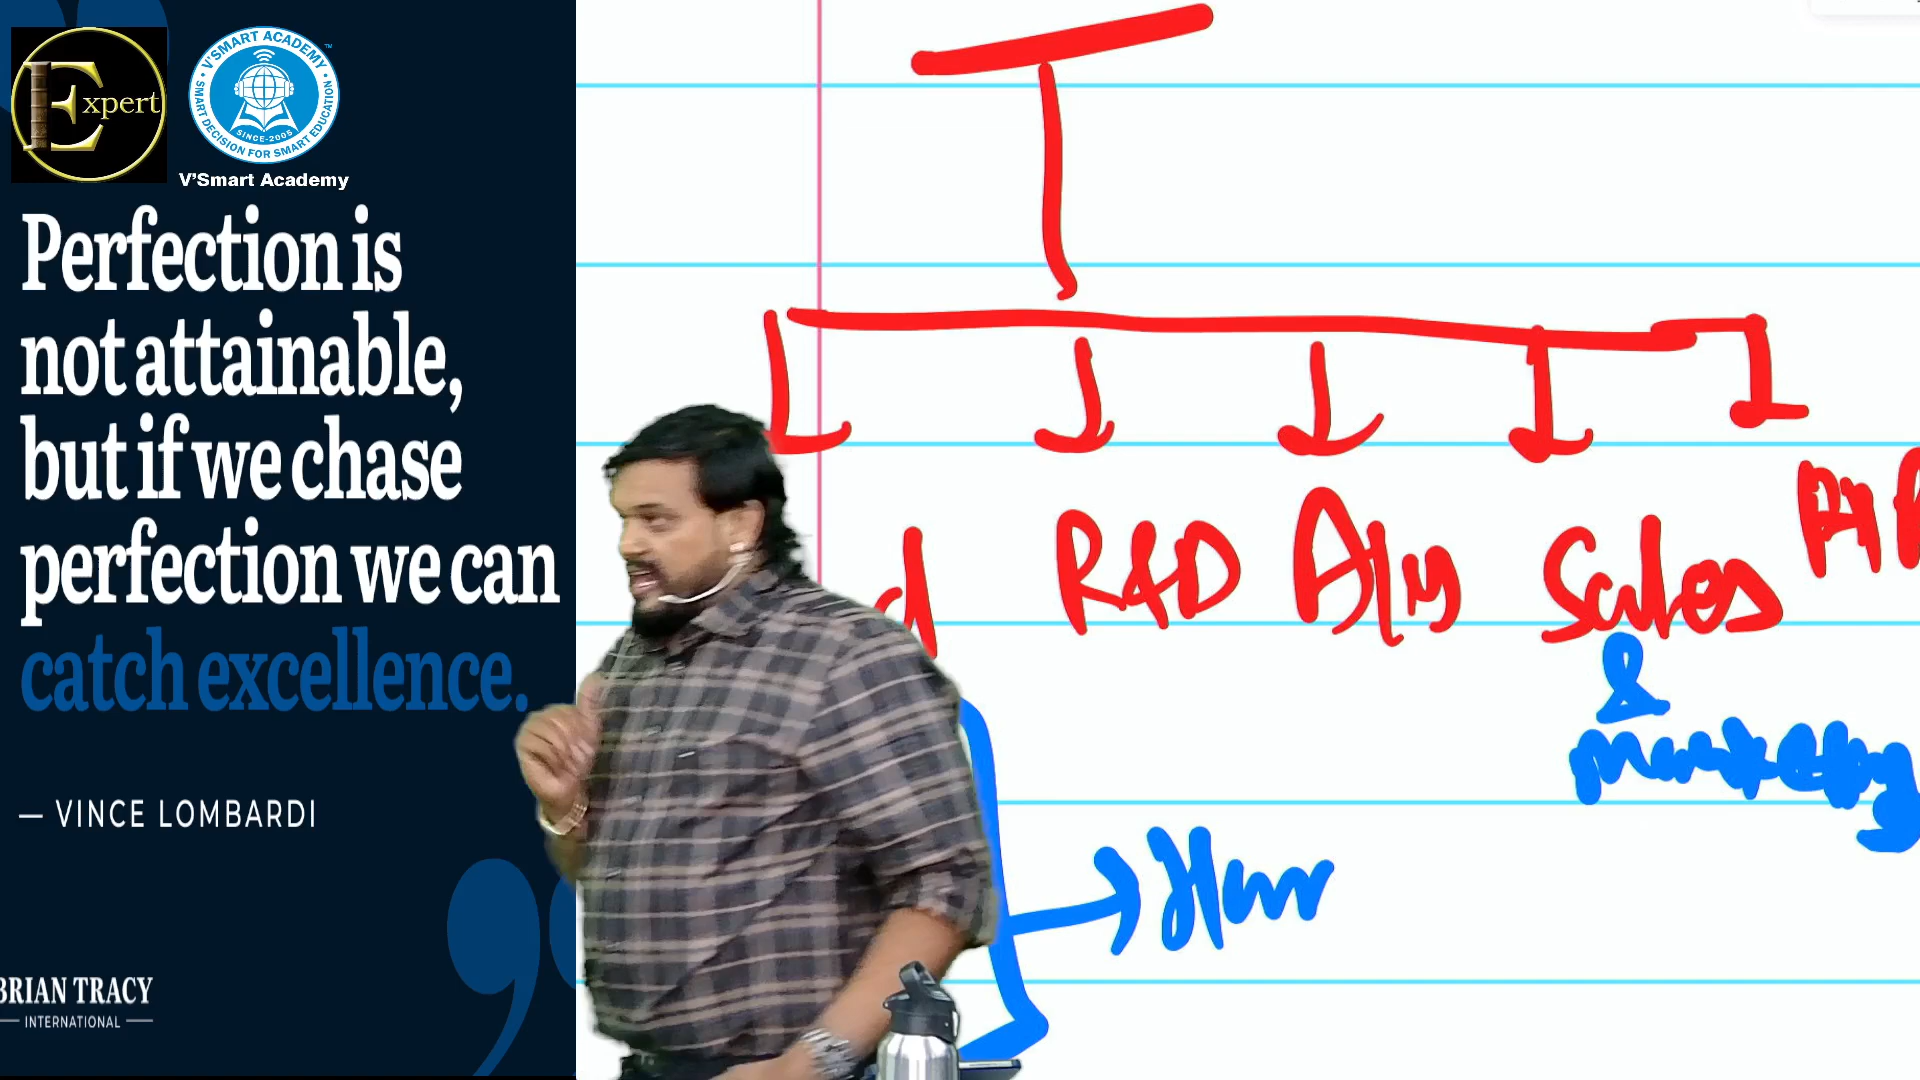 Expert
V'SMART ACADEMY
TM
SINCE-2005
SMART DECISION FOR SMART EDUCATION
V'Smart Academy
Perfection is
not attainable,
but if we chase
perfection we can
catch excellence.
— VINCE LOMBARDI
BRIAN TRACY
INTERNATIONAL
R&D Sales
&
marketing